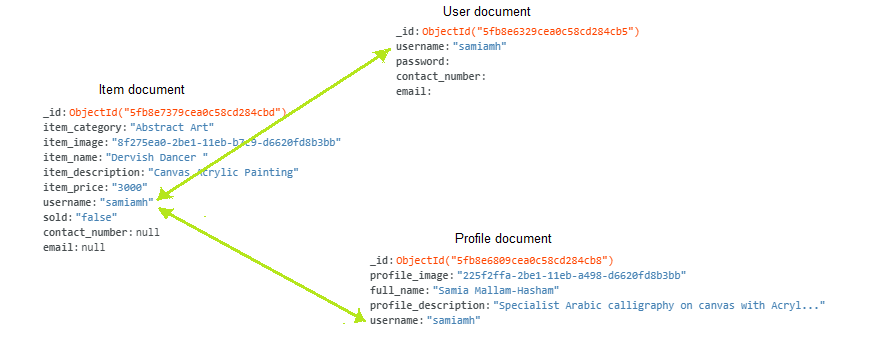 User document
_id: ObjectId("5fb8e6329cea0c58cd284cb5")
username: "samiamh"
password:
contact_number:
email:
Item document
_id: ObjectId("5fb8e7379cea0c58cd284cbd")
item_category: "Abstract Art"
item_image: "8f275ea0-2be1-11eb-b7c9-d6620fd8b3bb"
item_name: "Dervish Dancer "
item_description: "Canvas Acrylic Painting"
item_price: "3000"
username: "samiamh"
sold: "false"
contact_number: null
email: null
Profile document
_id: ObjectId("5fb8e6809cea0c58cd284cb8")
profile_image: "225f2ffa-2be1-11eb-a498-d6620fd8b3bb"
full_name: "Samia Mallam-Hasham"
profile_description: "Specialist Arabic calligraphy on canvas with Acryl..."
username: "samiamh"